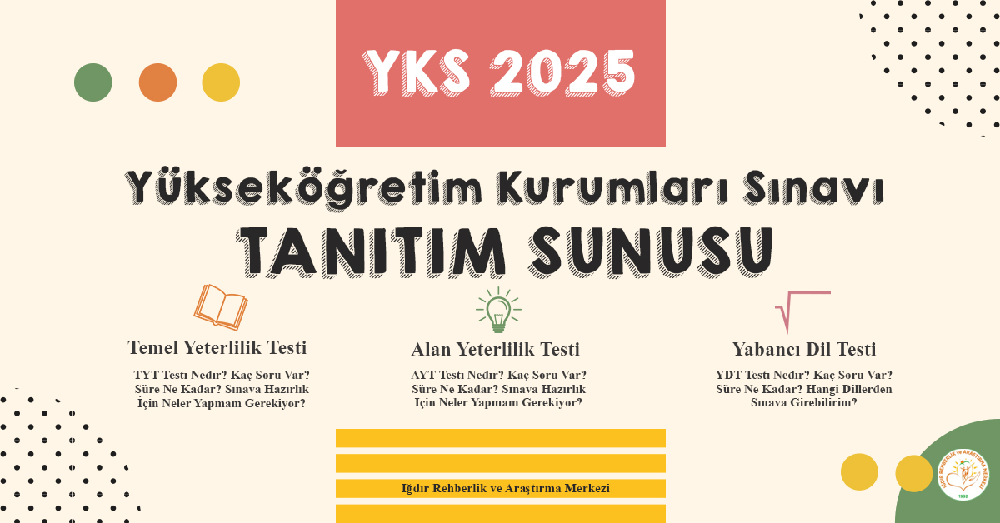 YKS 2025
Yükseköğretim Kurumları Sınavı
TANITIM SUNUSU
Temel Yeterlilik Testi
TYT Testi Nedir? Kaç Soru Var?
Süre Ne Kadar? Sınava Hazırlık
İçin Neler Yapmam Gerekiyor?
Alan Yeterlilik Testi
AYT Testi Nedir? Kaç Soru Var?
Süre Ne Kadar? Sınava Hazırlık
İçin Neler Yapmam Gerekiyor?
Yabancı Dil Testi
YDT Testi Nedir? Kaç Soru Var?
Süre Ne Kadar? Hangi Dillerden
Sınava Girebilirim?
Iğdır Rehberlik ve Araştırma Merkezi
IĞDIR REHBERLİK ve ARAŞTIRMA MERKEZİ
1992